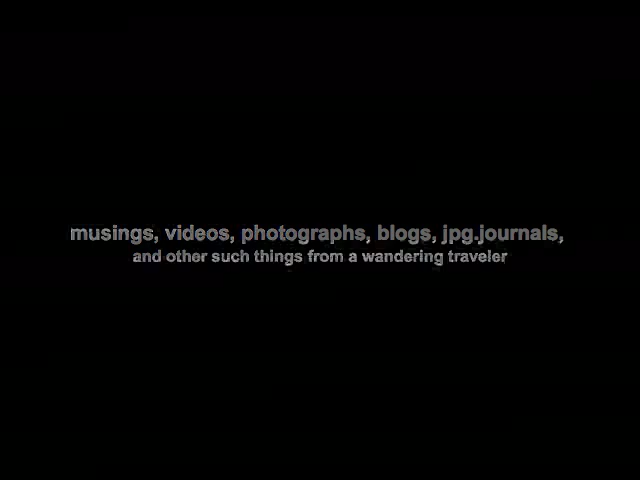 musings, videos, photographs, blogs, jpg.journals,
and other such things from a wandering traveler